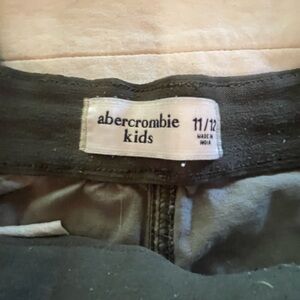 abercrombie
kids
11/12
MADE IN
INDIA